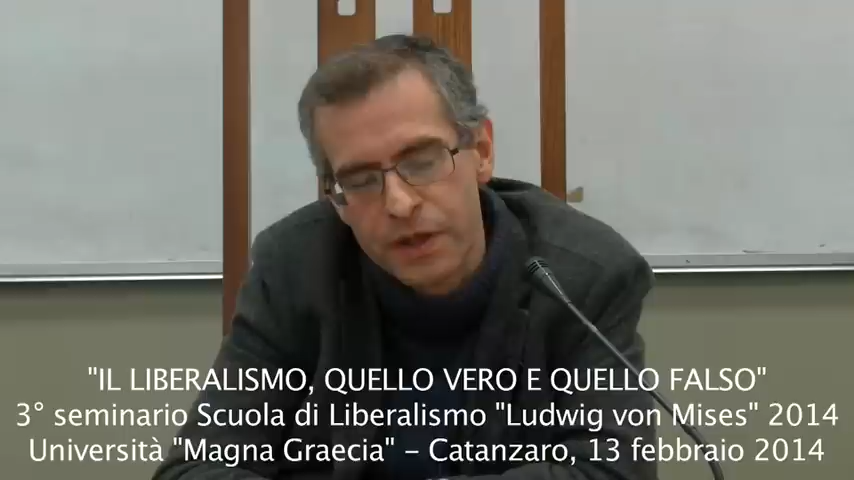 "IL LIBERALISMO, QUELLO VERO E QUELLO FALSO"
3° seminario Scuola di Liberalismo "Ludwig von Mises" 2014
Università "Magna Graecia" – Catanzaro, 13 febbraio 2014